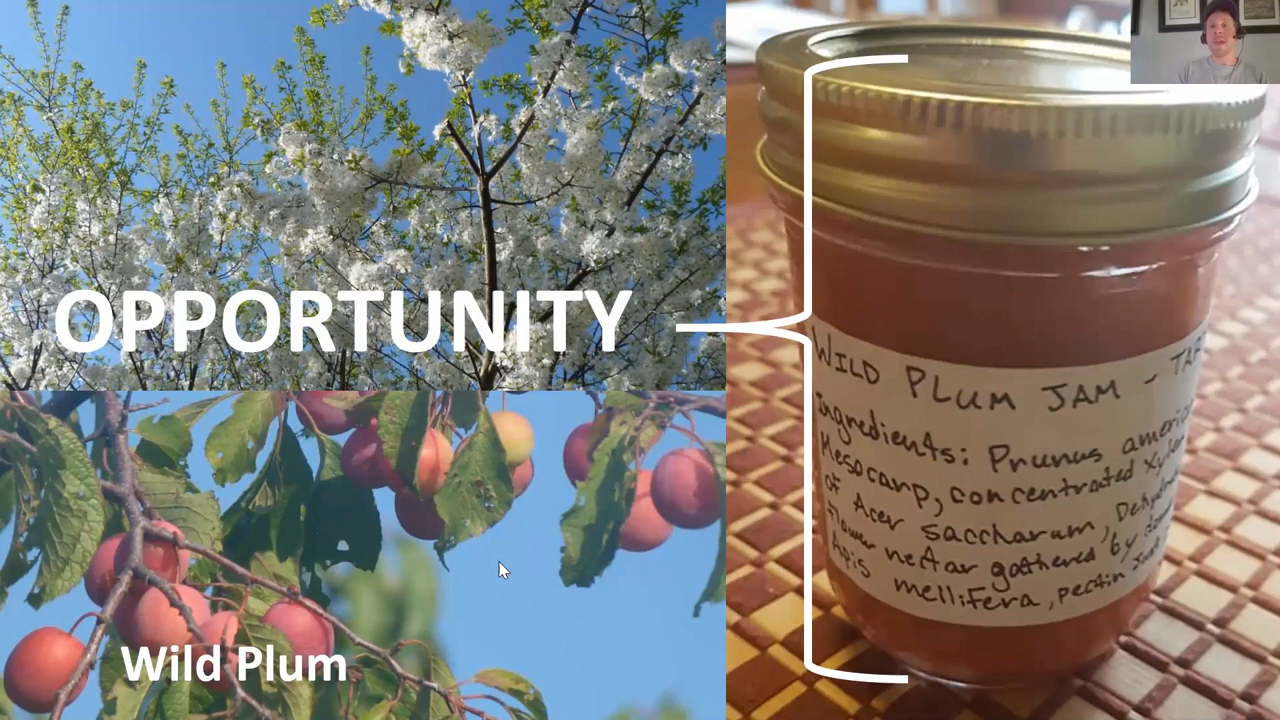 OPPORTUNITY
Wild Plum
WILD PLUM JAM -
Ingredients: Prunus
Mesocarp, concentrated
of Acer saccharum,
flower nectar gathered by
Apis mellifera, pectin